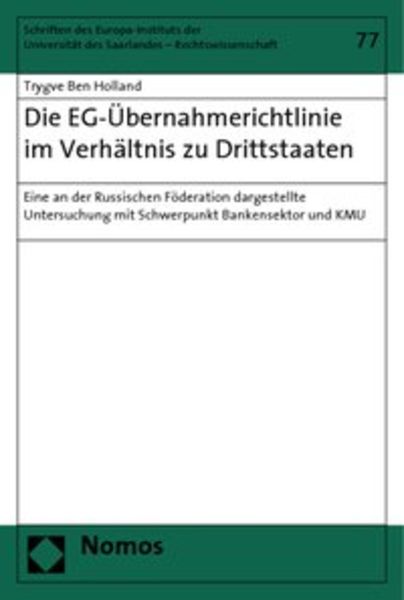 Schriften des Europa-Instituts der
Universität des Saarlandes – Rechtswissenschaft
77
Trygve Ben Holland
Die EG-Übernahmerichtlinie
im Verhältnis zu Drittstaaten
Eine an der Russischen Föderation dargestellte
Untersuchung mit Schwerpunkt Bankensektor und KMU
Nomos